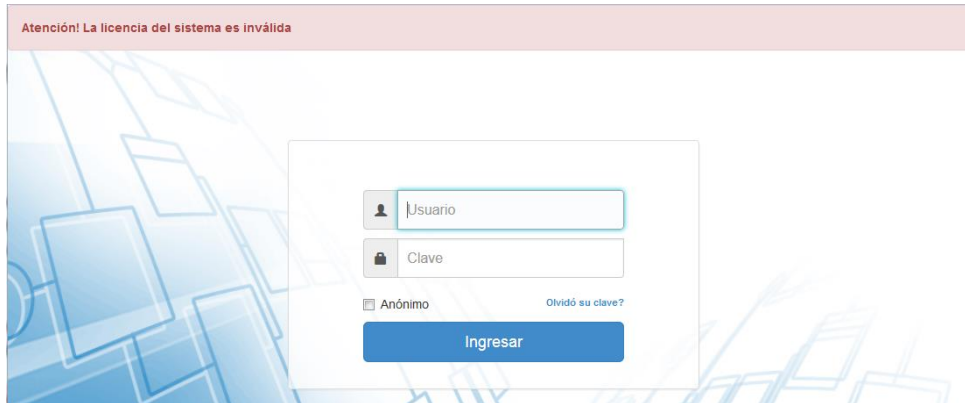 Atención! La licencia del sistema es inválida
Usuario
Clave
Anónimo
Olvidó su clave?
Ingresar